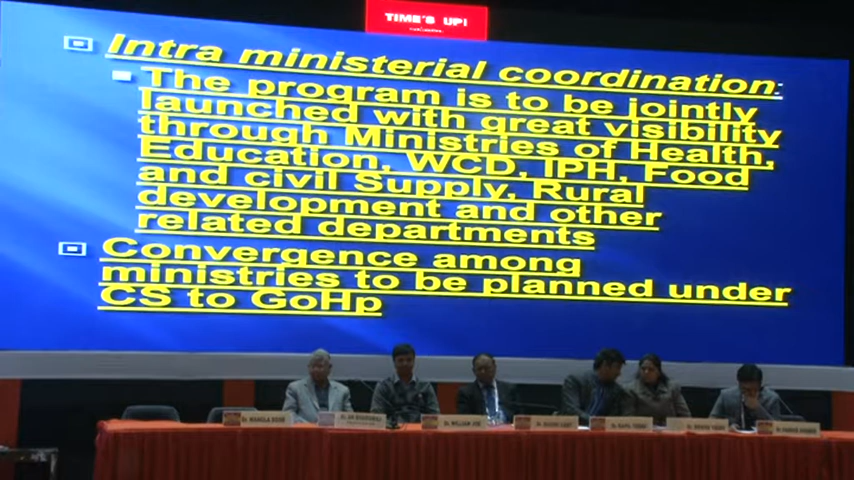 TIME'S UP!
Intra ministerial coordination:
The program is to be jointly
launched with great visibility
through Ministries of Health,
Education, WCD, IPH, Food
and civil Supply, Rural
development and other
related departments
Convergence among
ministries to be planned under
CS to GoHp